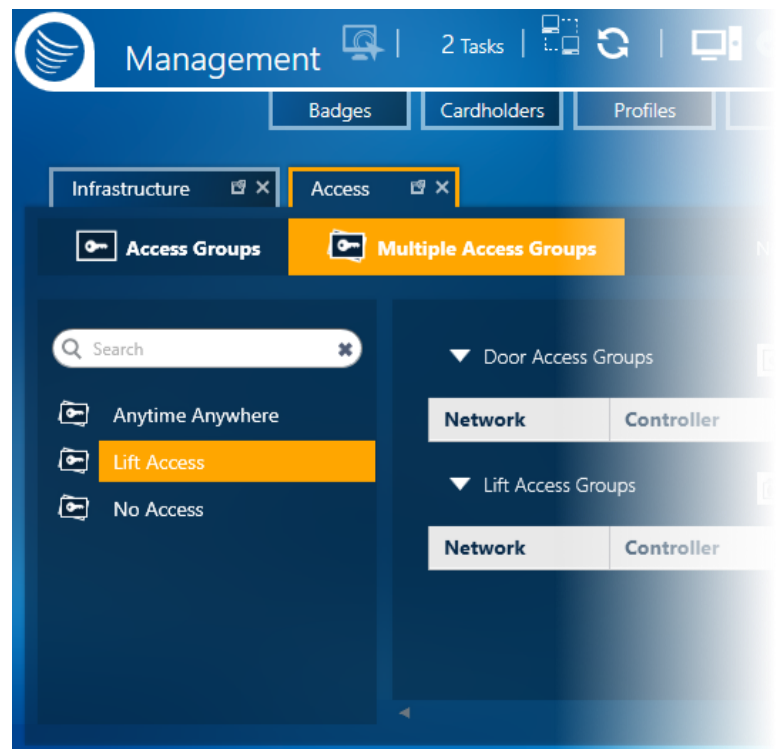 Management
2 Tasks
Badges Cardholders Profiles
Infrastructure Access
Access Groups Multiple Access Groups
Search
Door Access Groups
Anytime Anywhere
Network Controller
Lift Access
Lift Access Groups
No Access
Network Controller